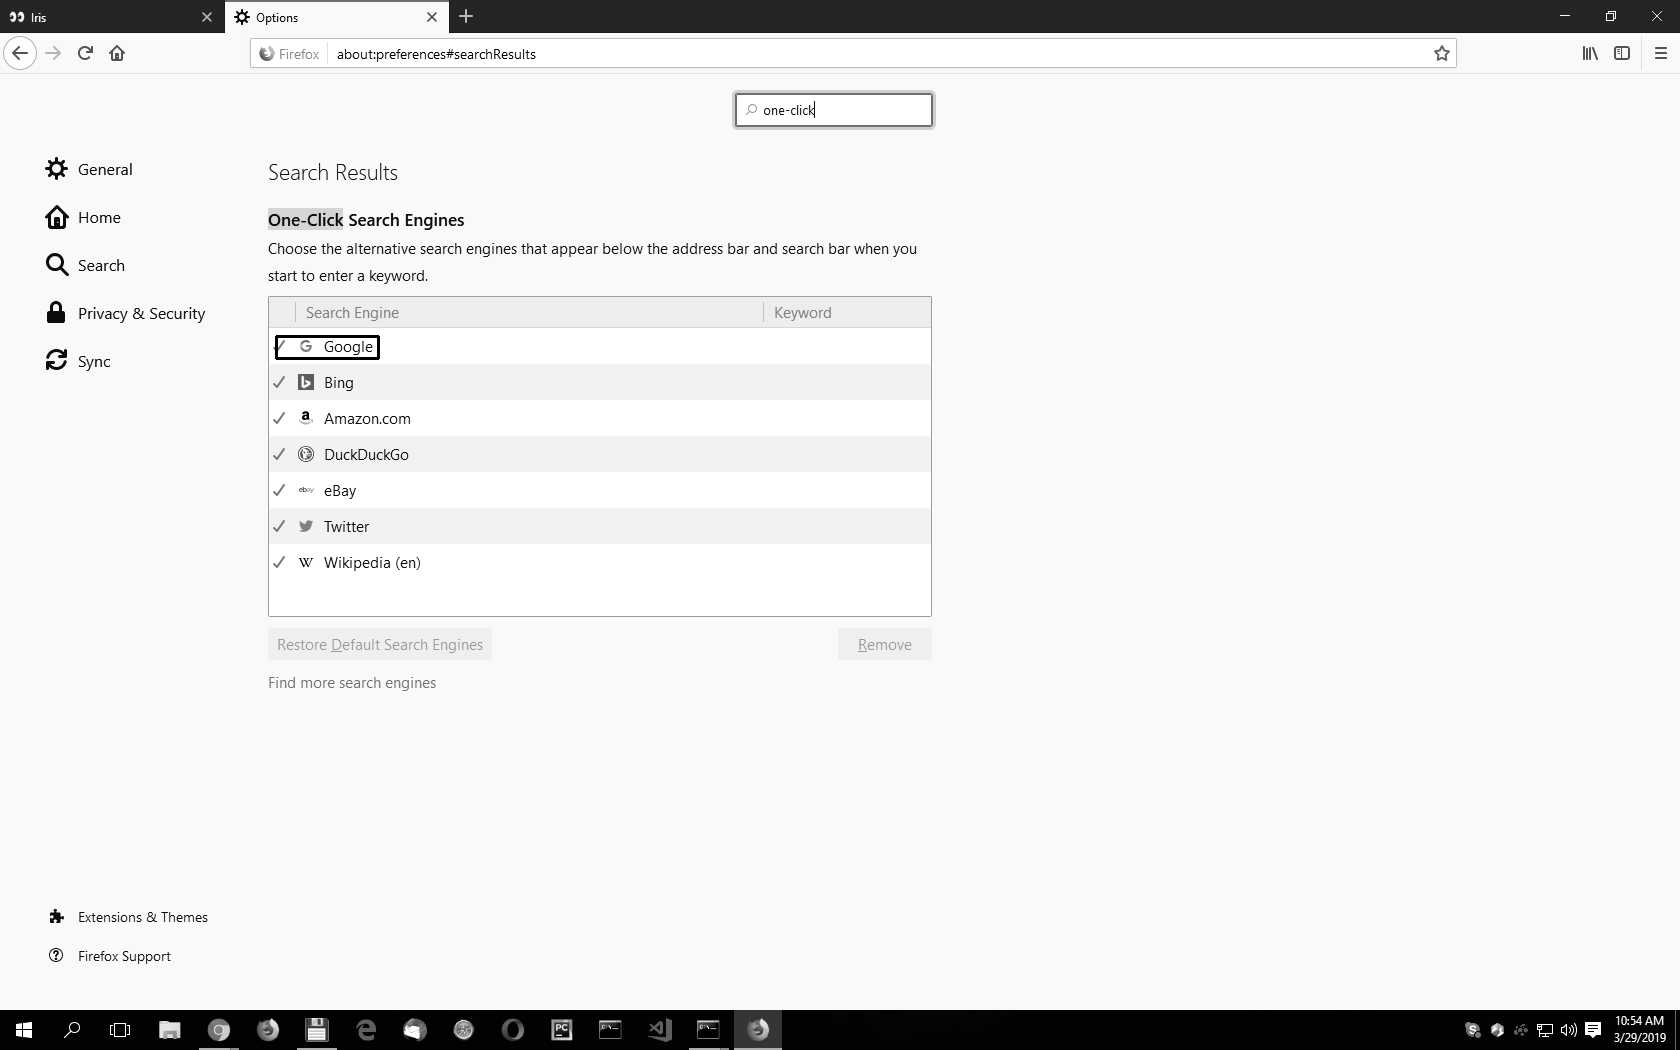 Iris
Options
Firefox
about:preferences#searchResults
one-click
General
Home
Search
Privacy & Security
Sync
Search Results
One-Click Search Engines
Choose the alternative search engines that appear below the address bar and search bar when you
start to enter a keyword.
Search Engine Keyword
Google
Bing
Amazon.com
DuckDuckGo
eBay
Twitter
Wikipedia (en)
Restore Default Search Engines
Remove
Find more search engines
Extensions & Themes
Firefox Support
10:54 AM
3/29/2019